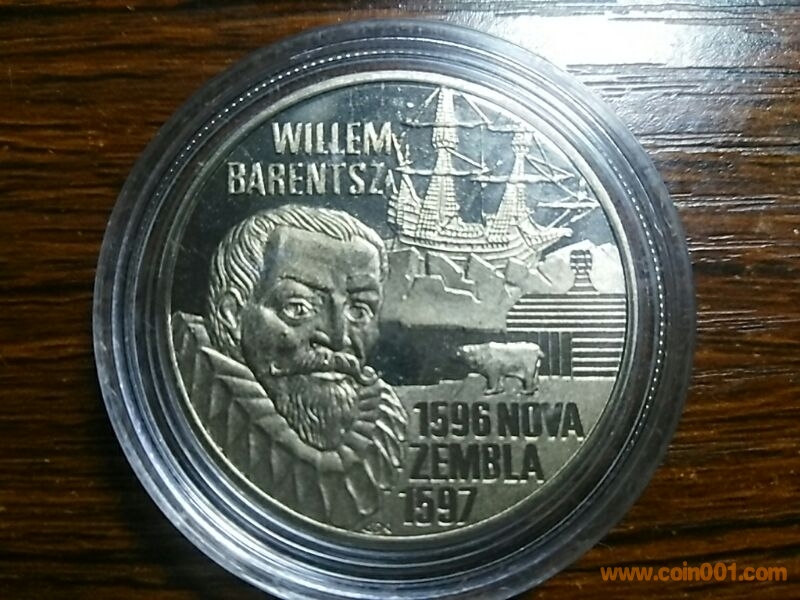 WILLEM
BARENTSZ
1596 NOVA
ZEMBLA
1597
www.coin001.com